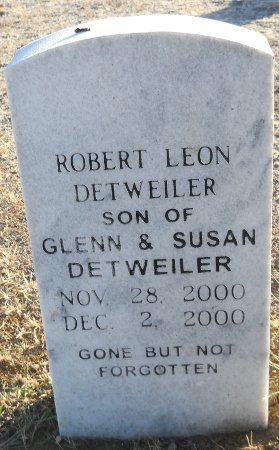 ROBERT LEON
DETWEILER
SON OF
GLENN & SUSAN
DETWEILER
NOV. 28, 2000
DEC. 2, 2000
GONE BUT NOT
FORGOTTEN